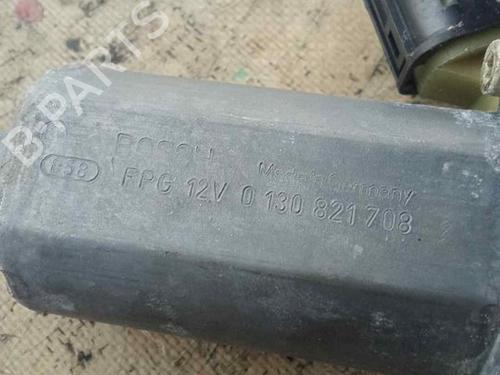 B-PARTS
BOSCH Made in Germany
FPG 12V 0 130 821 708